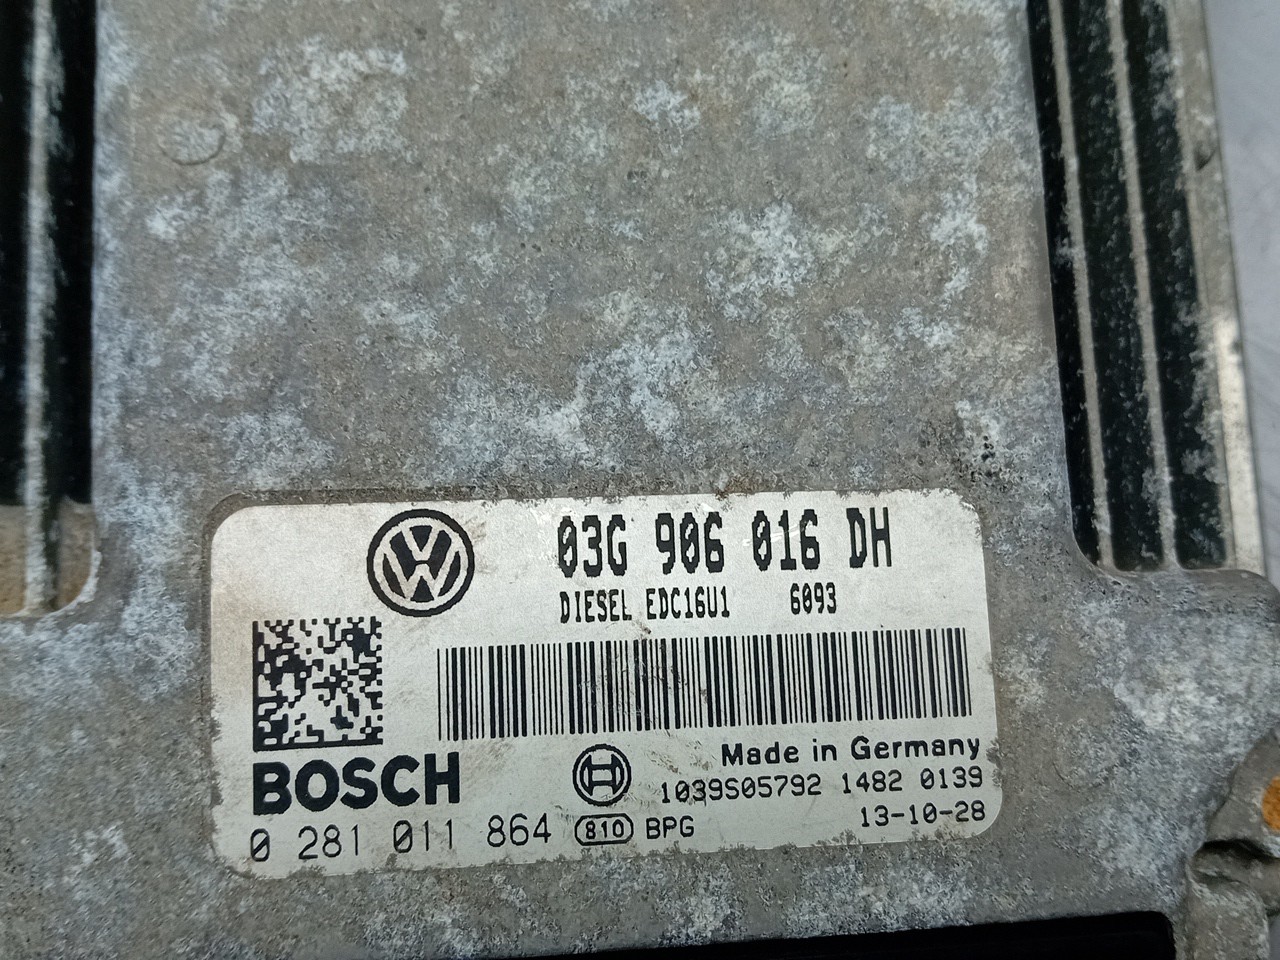 03G 906 016 DH
DIESEL EDC16U1 6093
BOSCH
Made in Germany
1039S05792 1482 0139
0 281 011 864 810 BPG
13-10-28